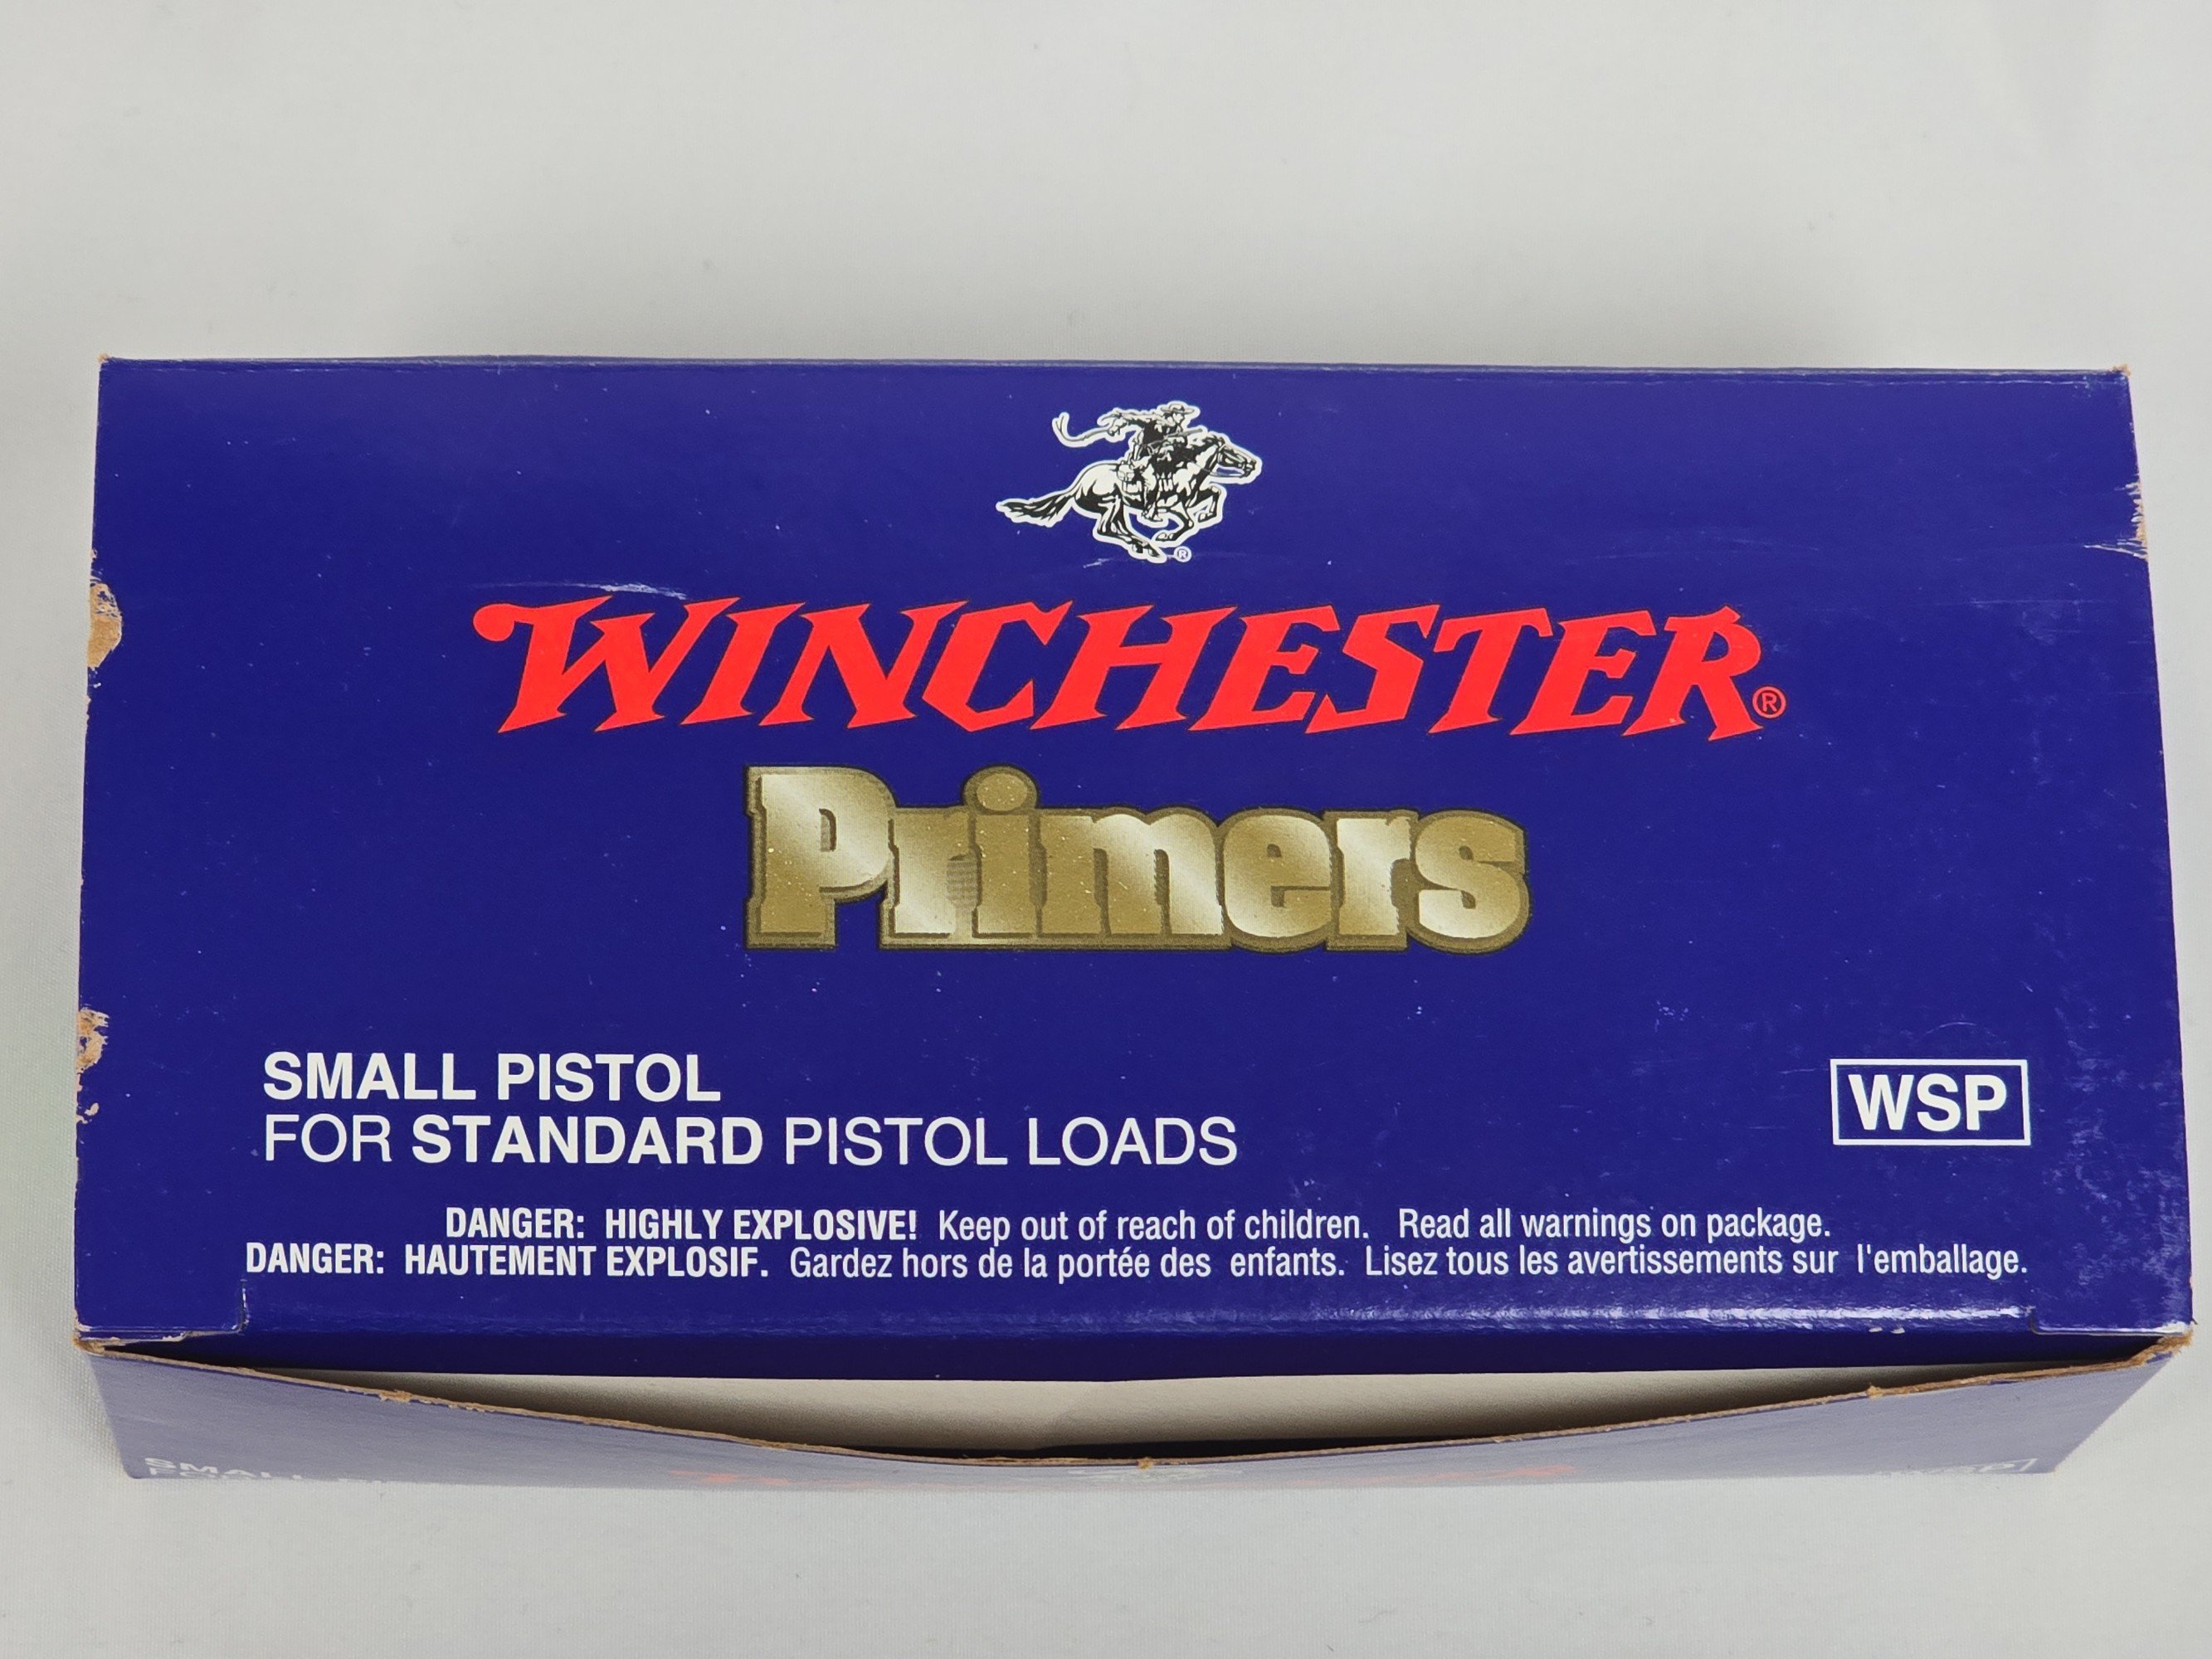 WINCHESTER®
Primers
SMALL PISTOL
FOR STANDARD PISTOL LOADS
WSP
DANGER: HIGHLY EXPLOSIVE! Keep out of reach of children. Read all warnings on package.
DANGER: HAUTEMENT EXPLOSIF. Gardez hors de la portée des enfants. Lisez tous les avertissements sur l'emballage.
SMALL